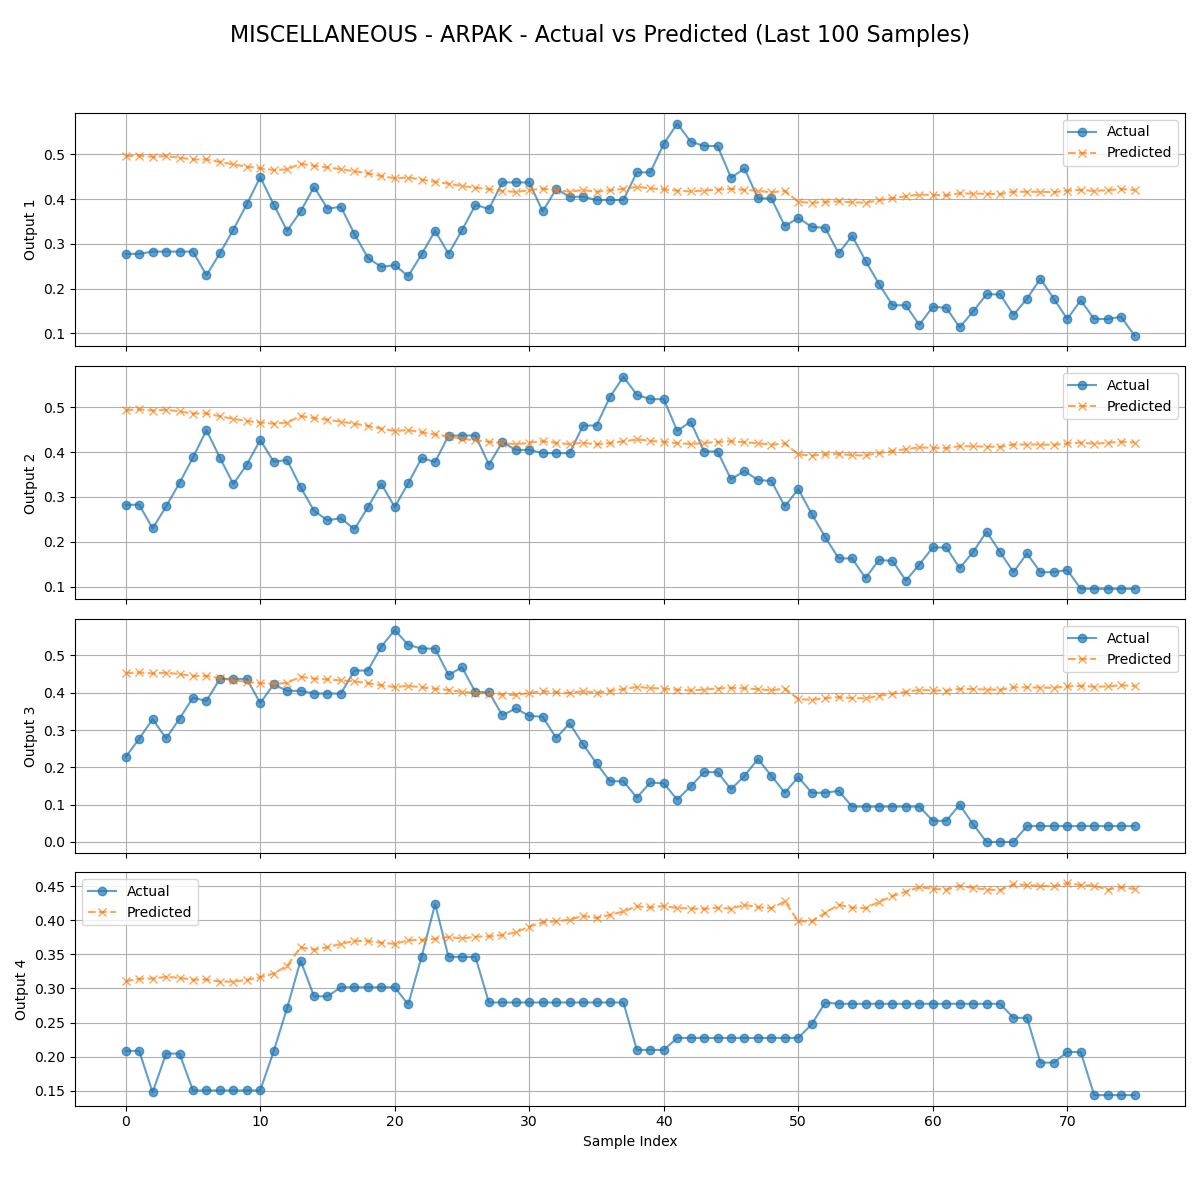 MISCELLANEOUS - ARPAK - Actual vs Predicted (Last 100 Samples)
Output 1
0.5
0.4
0.3
0.2
0.1
Actual
Predicted
Output 2
0.5
0.4
0.3
0.2
0.1
Actual
Predicted
Output 3
0.5
0.4
0.3
0.2
0.1
0.0
Actual
Predicted
Output 4
0.45
0.40
0.35
0.30
0.25
0.20
0.15
Actual
Predicted
0 10 20 30 40 50 60 70
Sample Index